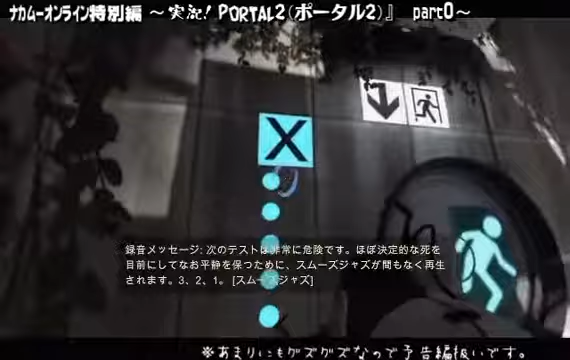 ナカムーオンライン特別編 ～実況！PORTAL2（ポータル2）』 part0～
X
録音メッセージ: 次のテストは非常に危険です。ほぼ決定的な死を
目前にしてなお平静を保つために、スムーズジャズが間もなく再生
されます。3、2、1。 [スムーズジャズ]
※あまりにもグズグズなので予告編扱いです。